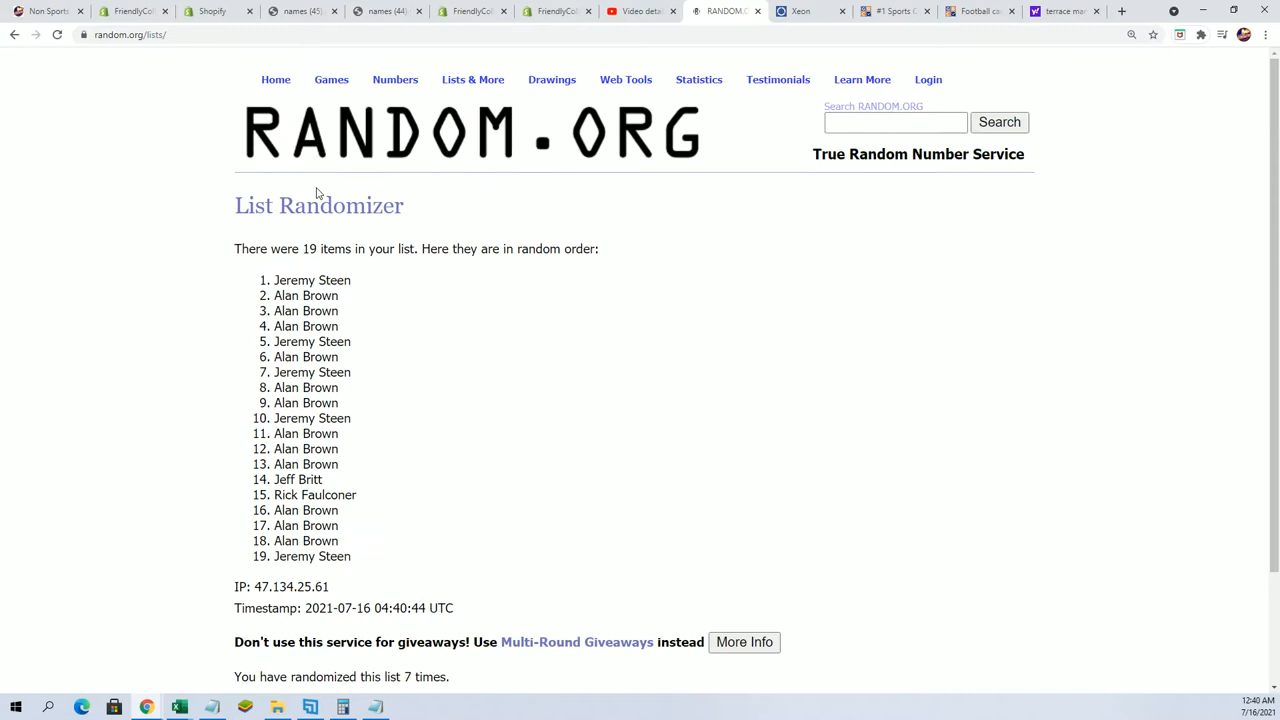 Non Sports
FriendlyCol
Shopify
names (45)
names (44)
FriendlyCol
FriendlyCol
Video detai
RANDOM.C
Xeon
#1 Sports C
Football ca
terrace ma
random.org/lists/
Home
Games
Numbers
Lists & More
Drawings
Web Tools
Statistics
Testimonials
Learn More
Login
RANDOM.ORG
Search RANDOM.ORG
Search
True Random Number Service
List Randomizer
There were 19 items in your list. Here they are in random order:
1. Jeremy Steen
2. Alan Brown
3. Alan Brown
4. Alan Brown
5. Jeremy Steen
6. Alan Brown
7. Jeremy Steen
8. Alan Brown
9. Alan Brown
10. Jeremy Steen
11. Alan Brown
12. Alan Brown
13. Alan Brown
14. Jeff Britt
15. Rick Faulconer
16. Alan Brown
17. Alan Brown
18. Alan Brown
19. Jeremy Steen
IP: 47.134.25.61
Timestamp: 2021-07-16 04:40:44 UTC
Don't use this service for giveaways! Use Multi-Round Giveaways instead
More Info
You have randomized this list 7 times.
12:40 AM
7/16/2021